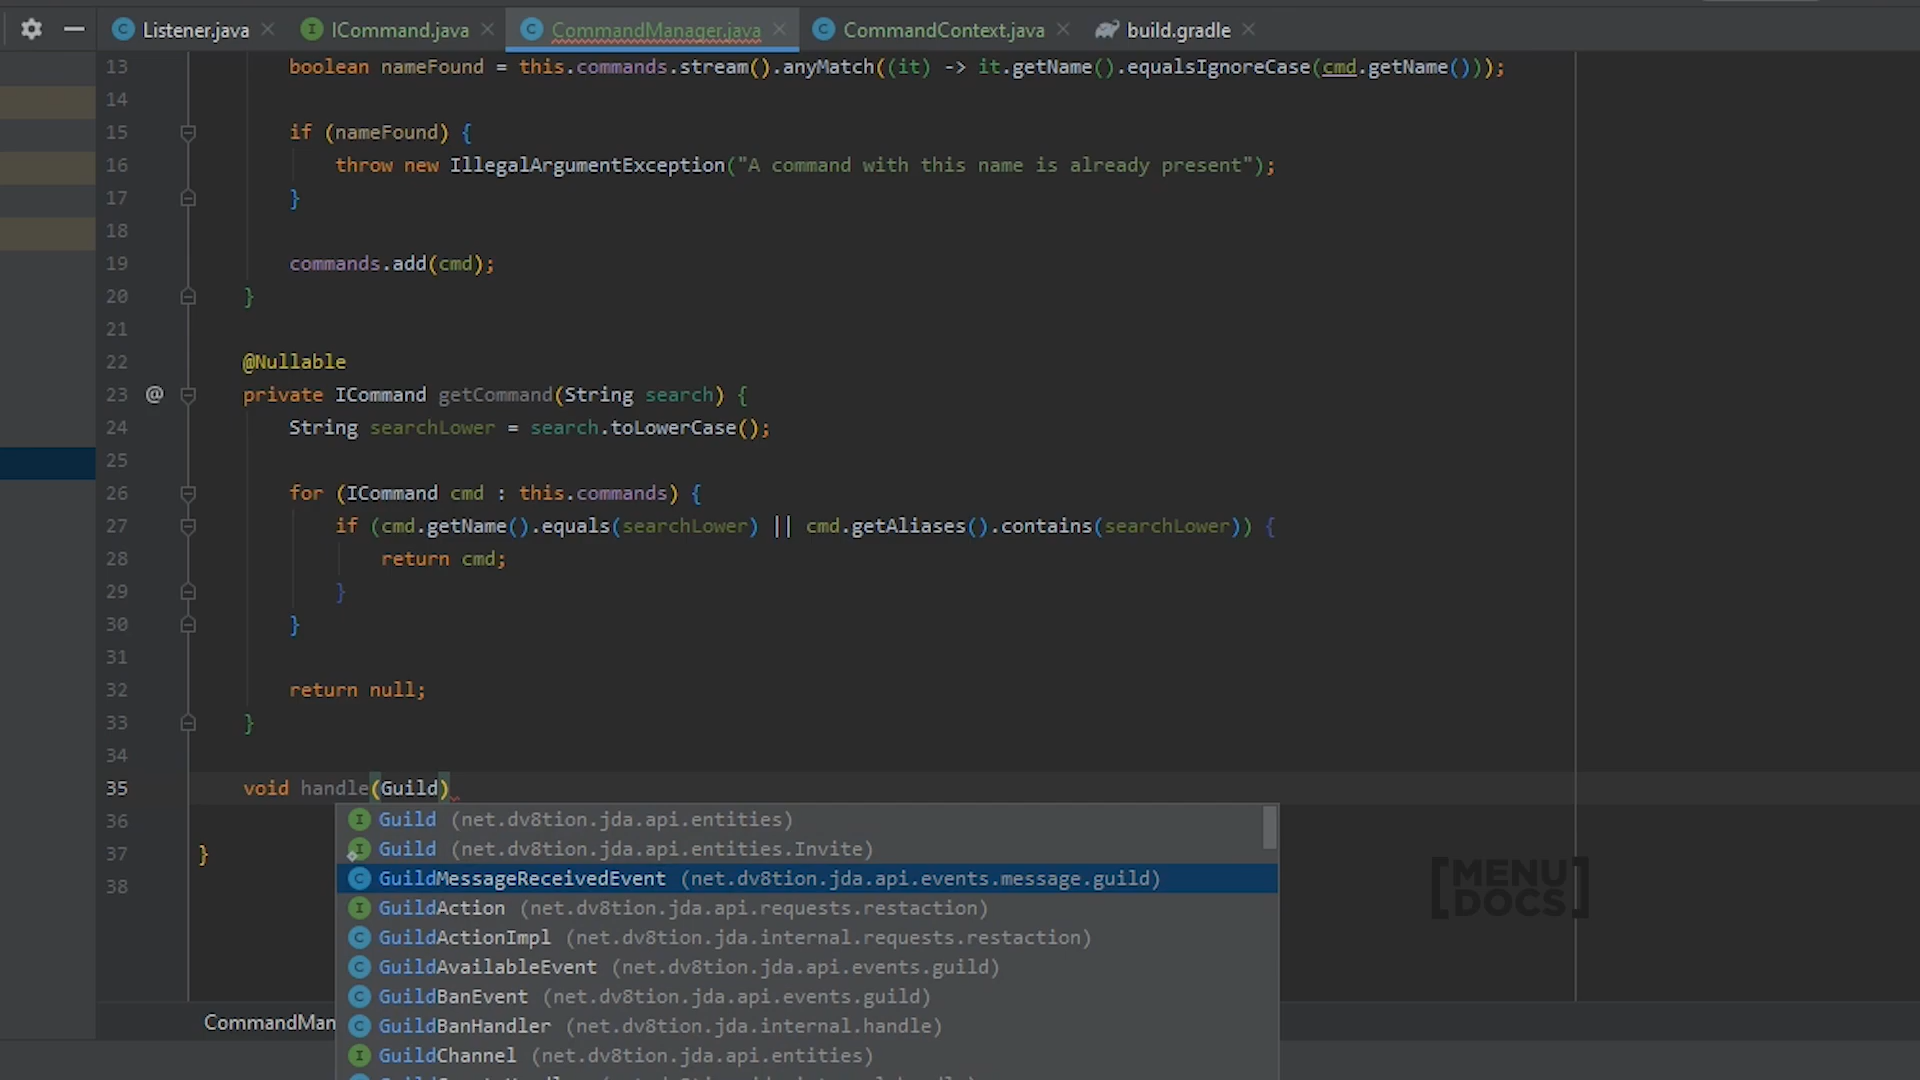 Listener.java ICommand.java CommandManager.java CommandContext.java build.gradle
13 boolean nameFound = this.commands.stream().anyMatch((it) -> it.getName().equalsIgnoreCase(cmd.getName()));
14
15 if (nameFound) {
16 throw new IllegalArgumentException("A command with this name is already present");
17 }
18
19 commands.add(cmd);
20 }
21
22 @Nullable
23 @ private ICommand getCommand(String search) {
24 String searchLower = search.toLowerCase();
25
26 for (ICommand cmd : this.commands) {
27 if (cmd.getName().equals(searchLower) || cmd.getAliases().contains(searchLower)) {
28 return cmd;
29 }
30 }
31
32 return null;
33 }
34
35 void handle(Guild)
36
37 }
38
Guild (net.dv8tion.jda.api.entities)
Guild (net.dv8tion.jda.api.entities.Invite)
GuildMessageReceivedEvent (net.dv8tion.jda.api.events.message.guild)
GuildAction (net.dv8tion.jda.api.requests.restaction)
GuildActionImpl (net.dv8tion.jda.internal.requests.restaction)
GuildAvailableEvent (net.dv8tion.jda.api.events.guild)
GuildBanEvent (net.dv8tion.jda.api.events.guild)
GuildBanHandler (net.dv8tion.jda.internal.handle)
GuildChannel (net.dv8tion.jda.api.entities)
CommandMan
[MENU
DOCS]